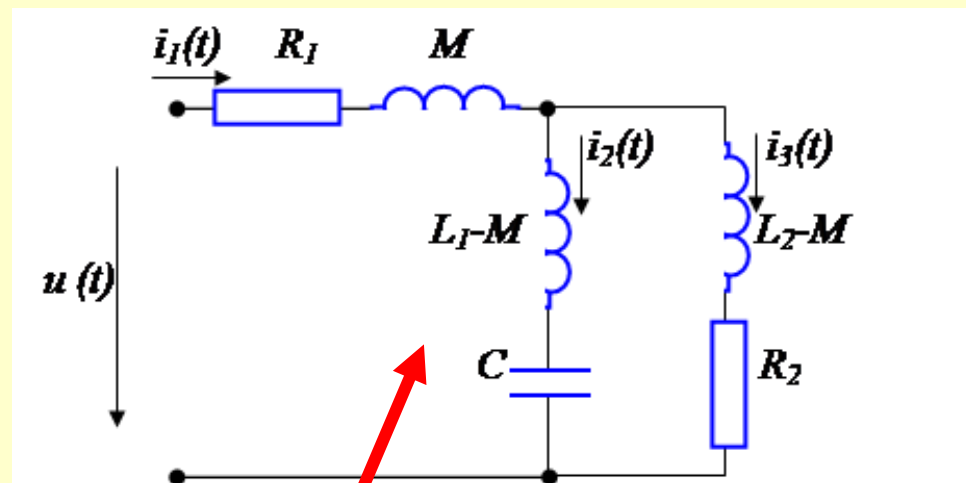 i₁(t) R₁ M
i₂(t) i₃(t)
L₁-M L₂-M
u (t)
C R₂